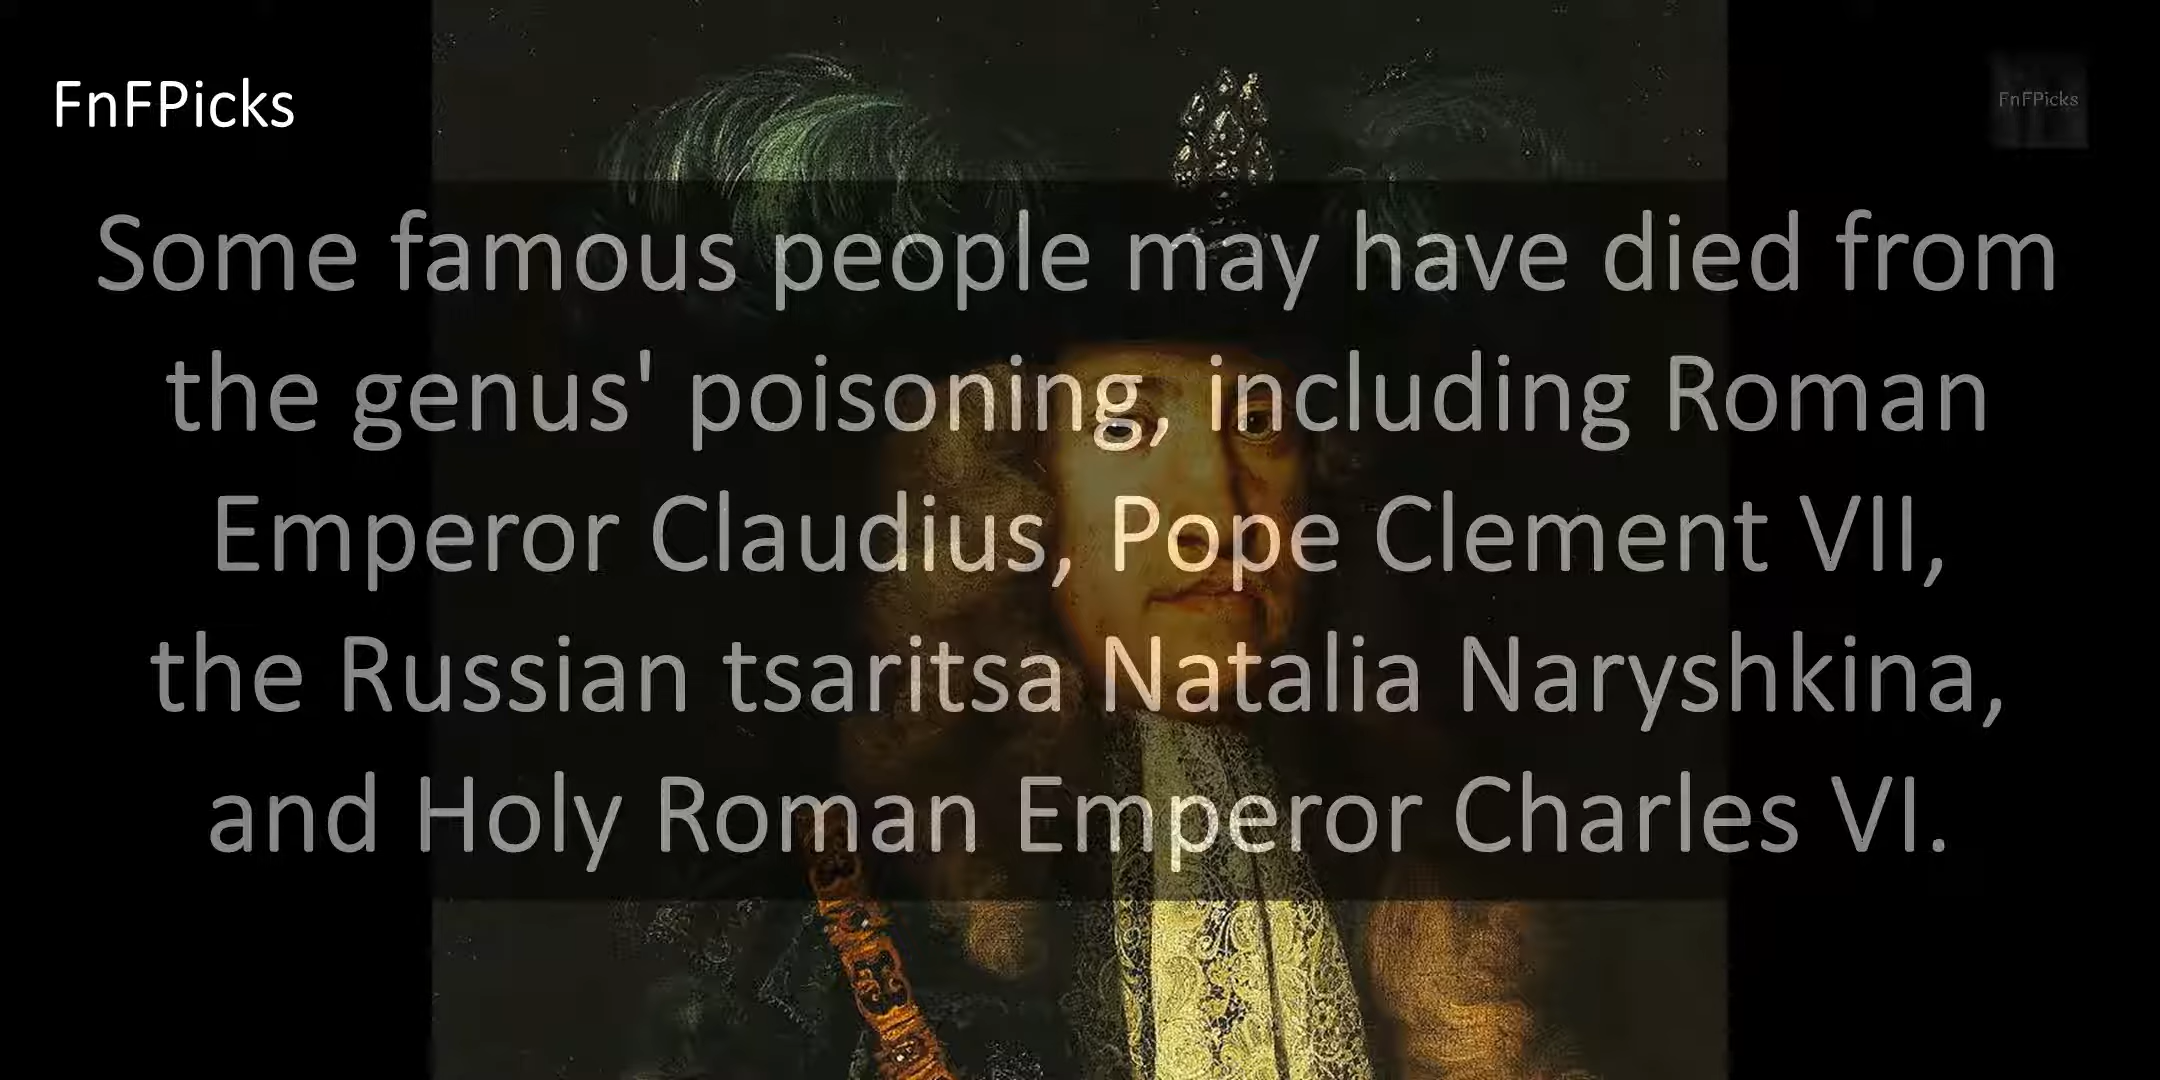 FnFPicks
FnFPicks
Some famous people may have died from
the genus' poisoning, including Roman
Emperor Claudius, Pope Clement VII,
the Russian tsaritsa Natalia Naryshkina,
and Holy Roman Emperor Charles VI.